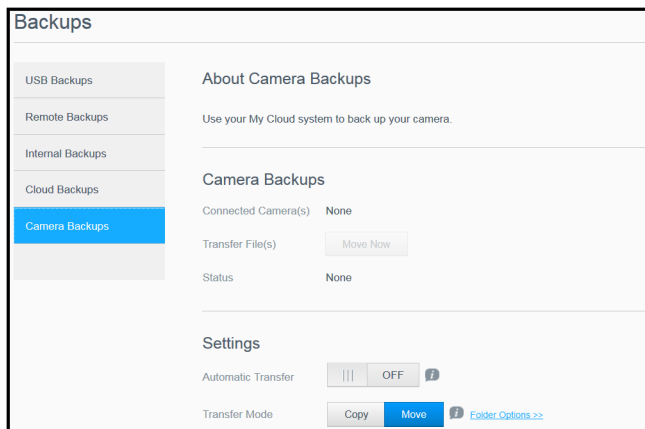 Backups
USB Backups
Remote Backups
Internal Backups
Cloud Backups
Camera Backups
About Camera Backups
Use your My Cloud system to back up your camera.
Camera Backups
Connected Camera(s) None
Transfer File(s) Move Now
Status None
Settings
Automatic Transfer OFF i
Transfer Mode Copy Move i Folder Options >>